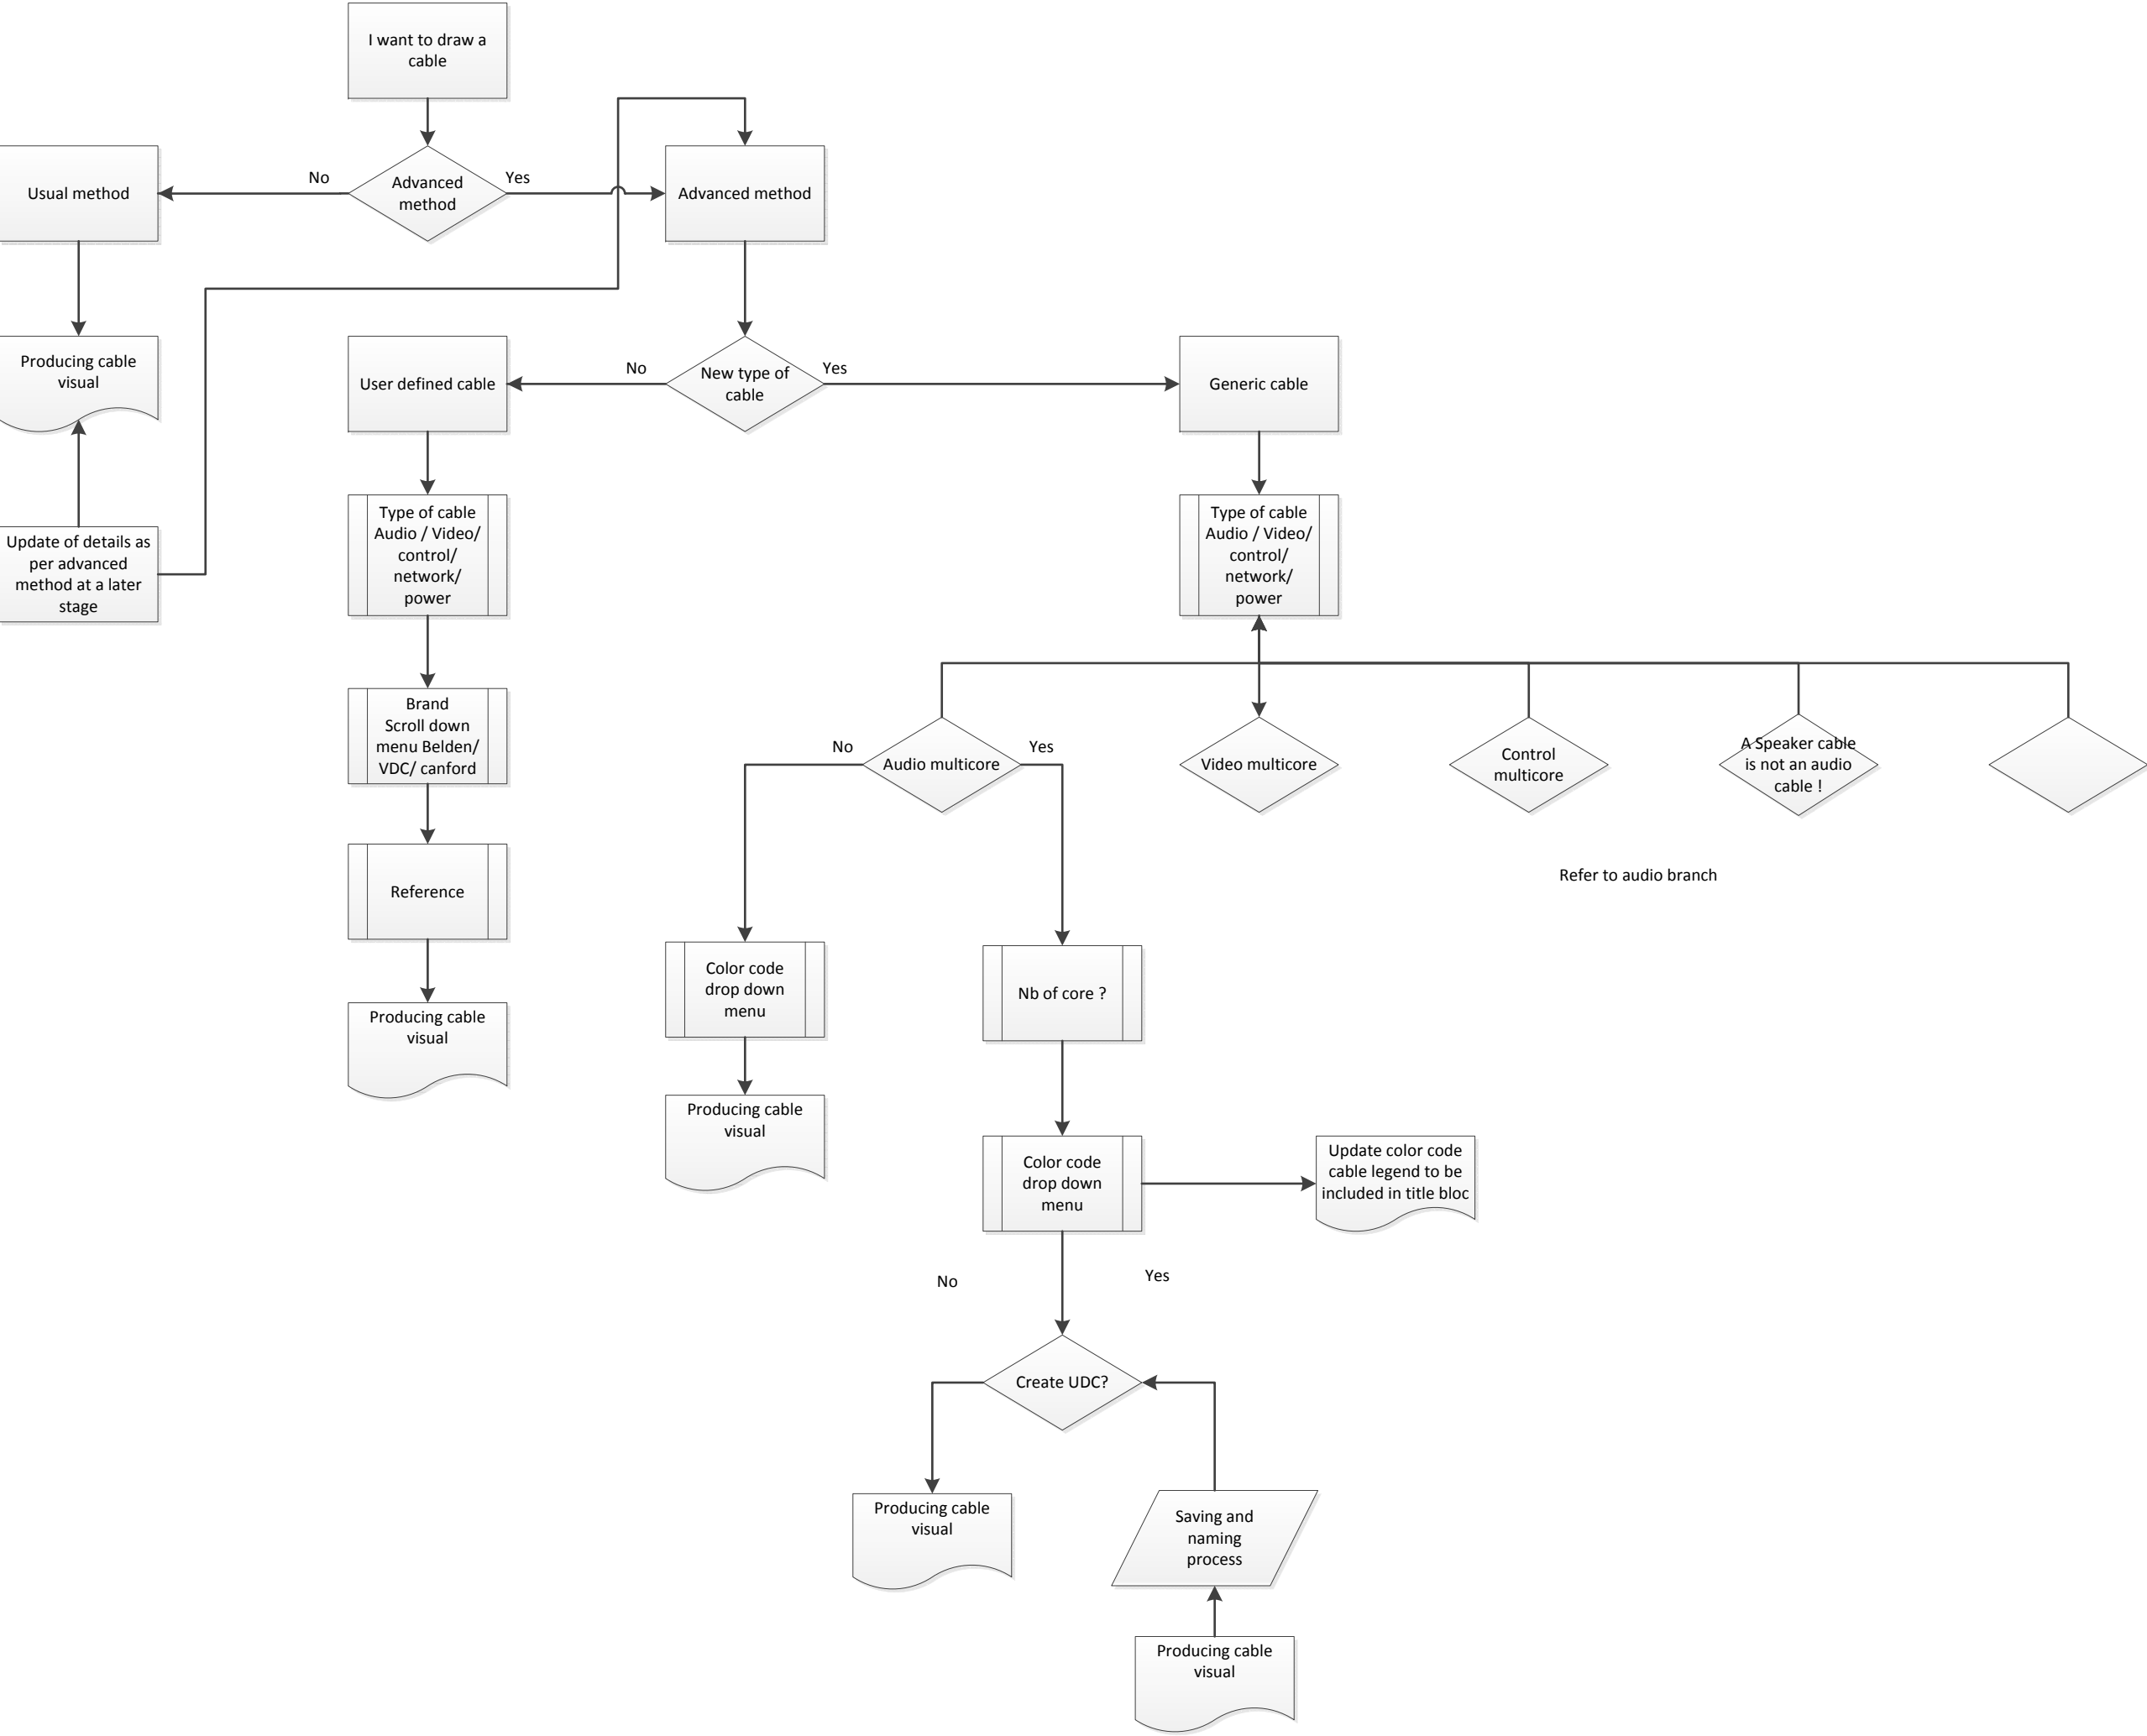 I want to draw a
cable
Usual method
No
Advanced
method
Yes
Advanced method
Producing cable
visual
User defined cable
No
New type of
cable
Yes
Generic cable
Update of details as
per advanced
method at a later
stage
Type of cable
Audio / Video/
control/
network/
power
Type of cable
Audio / Video/
control/
network/
power
Brand
Scroll down
menu Belden/
VDC/ canford
No
Audio multicore
Yes
Video multicore
Control
multicore
A Speaker cable
is not an audio
cable !
Reference
Refer to audio branch
Color code
drop down
menu
Nb of core ?
Producing cable
visual
Producing cable
visual
Color code
drop down
menu
Update color code
cable legend to be
included in title bloc
No
Yes
Create UDC?
Producing cable
visual
Saving and
naming
process
Producing cable
visual